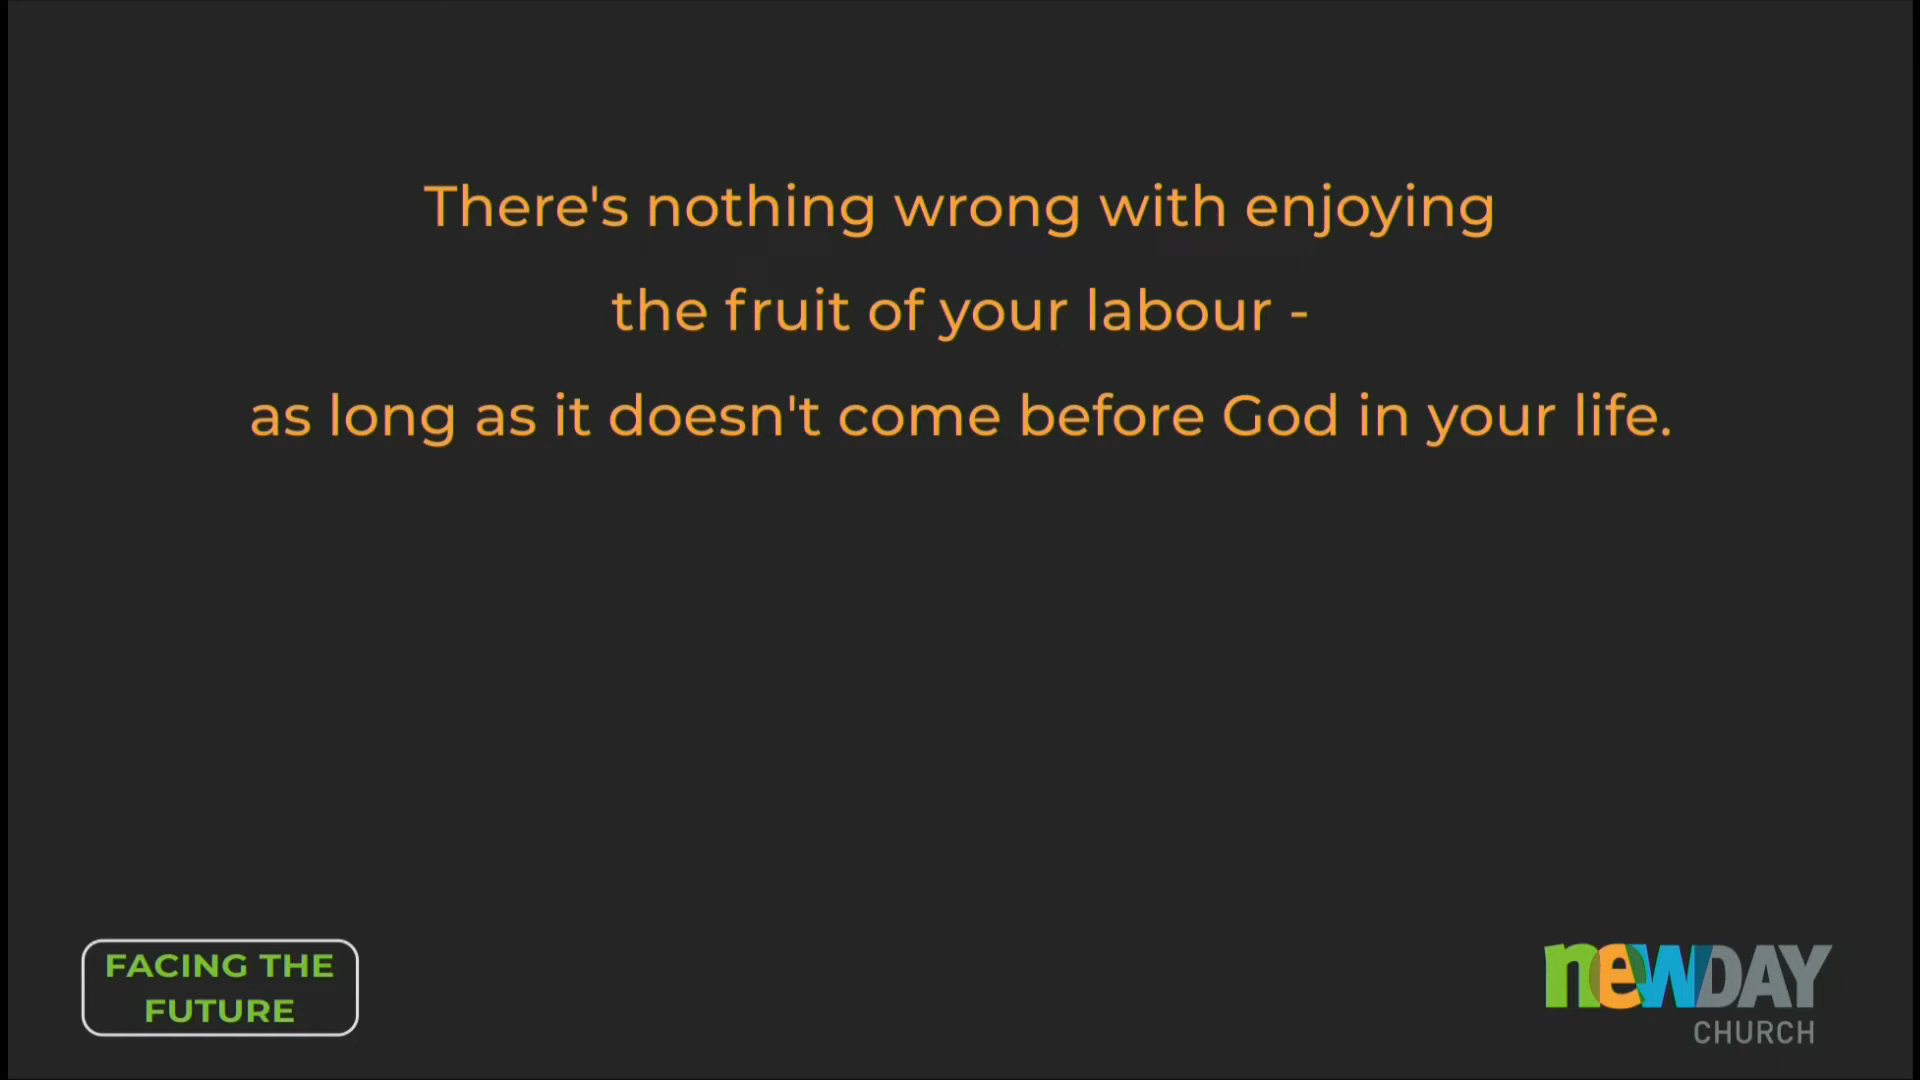 There's nothing wrong with enjoying
the fruit of your labour -
as long as it doesn't come before God in your life.
FACING THE
FUTURE
newDAY
CHURCH